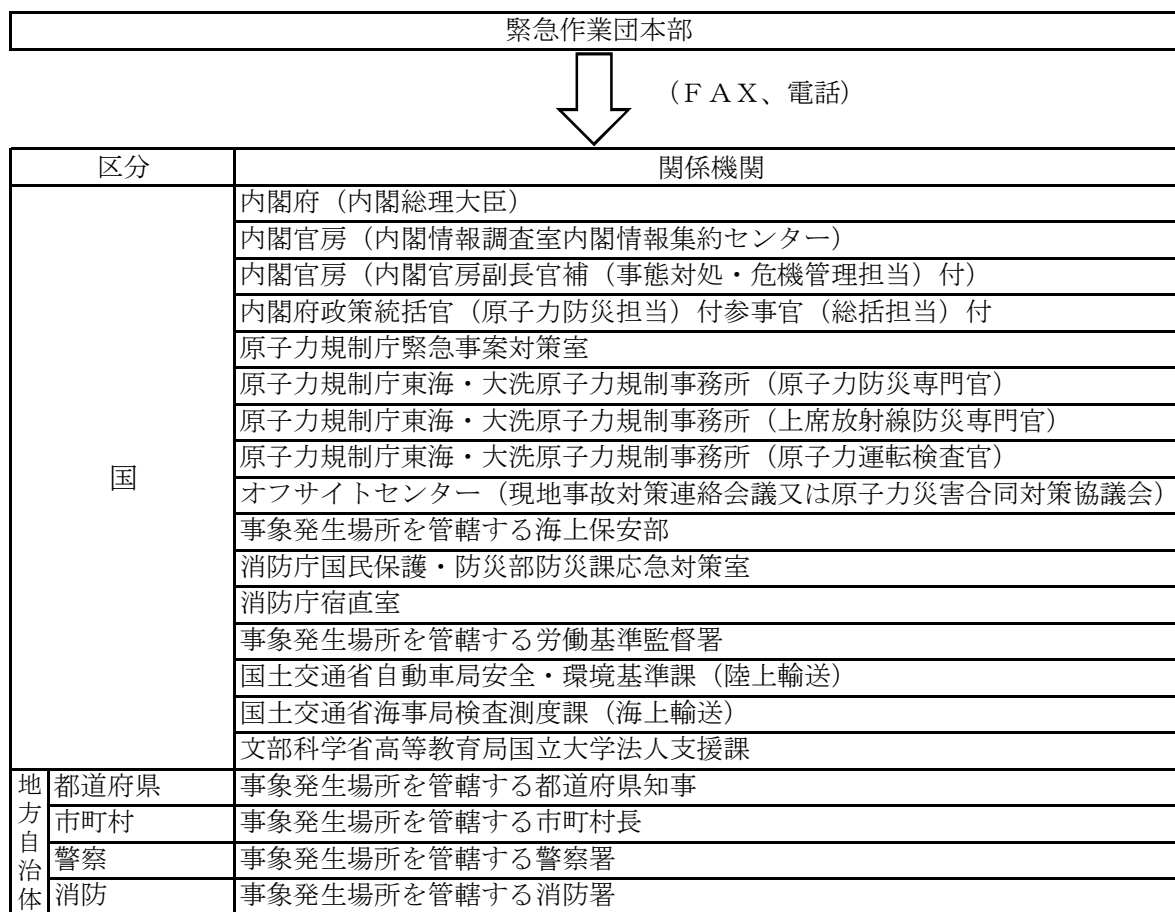 緊急作業団本部
（ＦＡＸ、電話）
区分 関係機関
国
内閣府（内閣総理大臣）
内閣官房（内閣情報調査室内閣情報集約センター）
内閣官房（内閣官房副長官補（事態対処・危機管理担当）付）
内閣府政策統括官（原子力防災担当）付参事官（総括担当）付
原子力規制庁緊急事案対策室
原子力規制庁東海・大洗原子力規制事務所（原子力防災専門官）
原子力規制庁東海・大洗原子力規制事務所（上席放射線防災専門官）
原子力規制庁東海・大洗原子力規制事務所（原子力運転検査官）
オフサイトセンター（現地事故対策連絡会議又は原子力災害合同対策協議会）
事象発生場所を管轄する海上保安部
消防庁国民保護・防災部防災課応急対策室
消防庁宿直室
事象発生場所を管轄する労働基準監督署
国土交通省自動車局安全・環境基準課（陸上輸送）
国土交通省海事局検査測度課（海上輸送）
文部科学省高等教育局国立大学法人支援課
地方自治体
都道府県 事象発生場所を管轄する都道府県知事
市町村 事象発生場所を管轄する市町村長
警察 事象発生場所を管轄する警察署
消防 事象発生場所を管轄する消防署